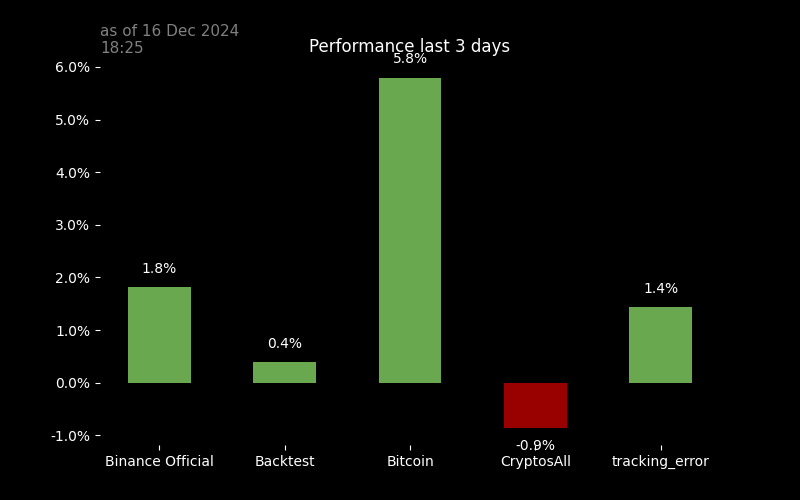 as of 16 Dec 2024
18:25
Performance last 3 days
6.0%
5.0%
4.0%
3.0%
2.0%
1.0%
0.0%
-1.0%
1.8%
0.4%
5.8%
-0.9%
1.4%
Binance Official
Backtest
Bitcoin
CryptosAll
tracking_error